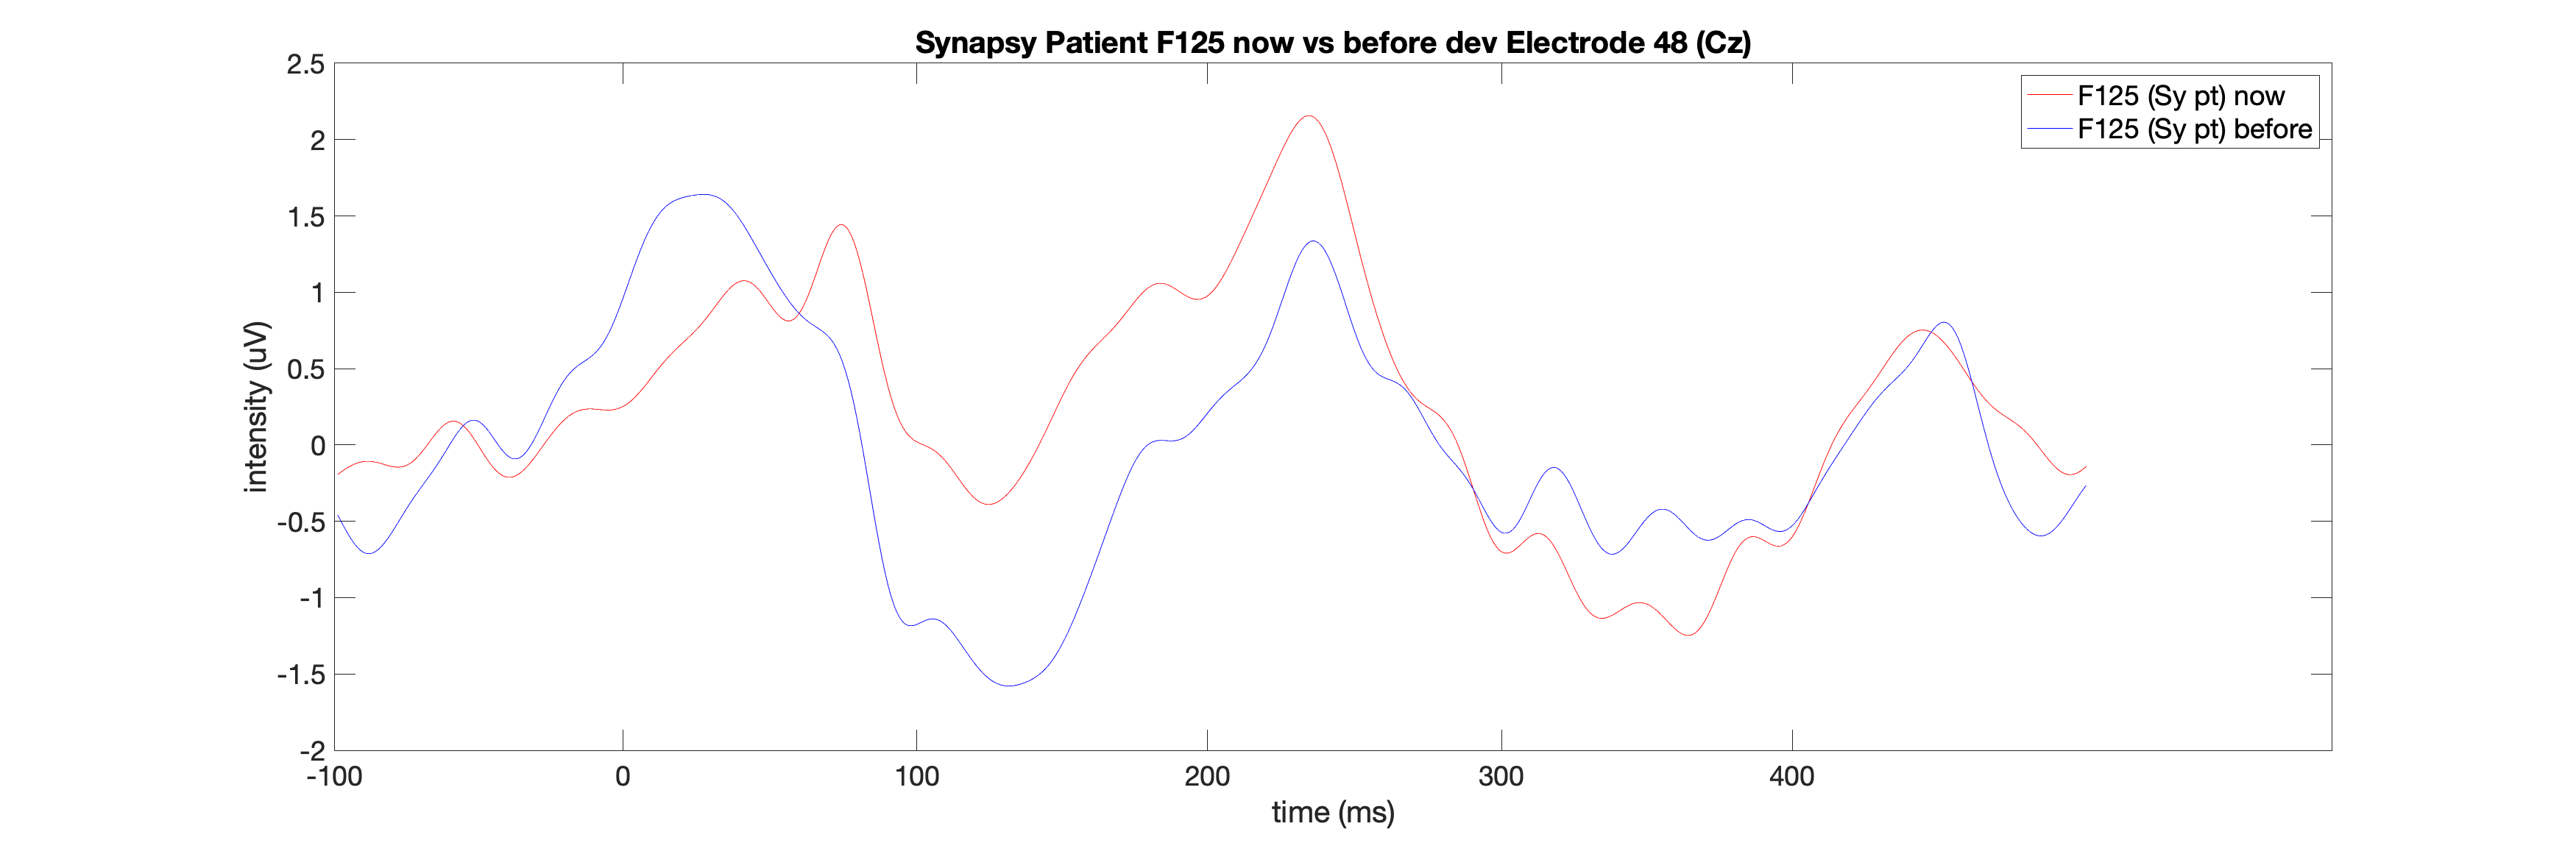 Synapsy Patient F125 now vs before dev Electrode 48 (Cz)
F125 (Sy pt) now
F125 (Sy pt) before
intensity (uV)
2.5
2
1.5
1
0.5
0
-0.5
-1
-1.5
-2
-100 0 100 200 300 400
time (ms)